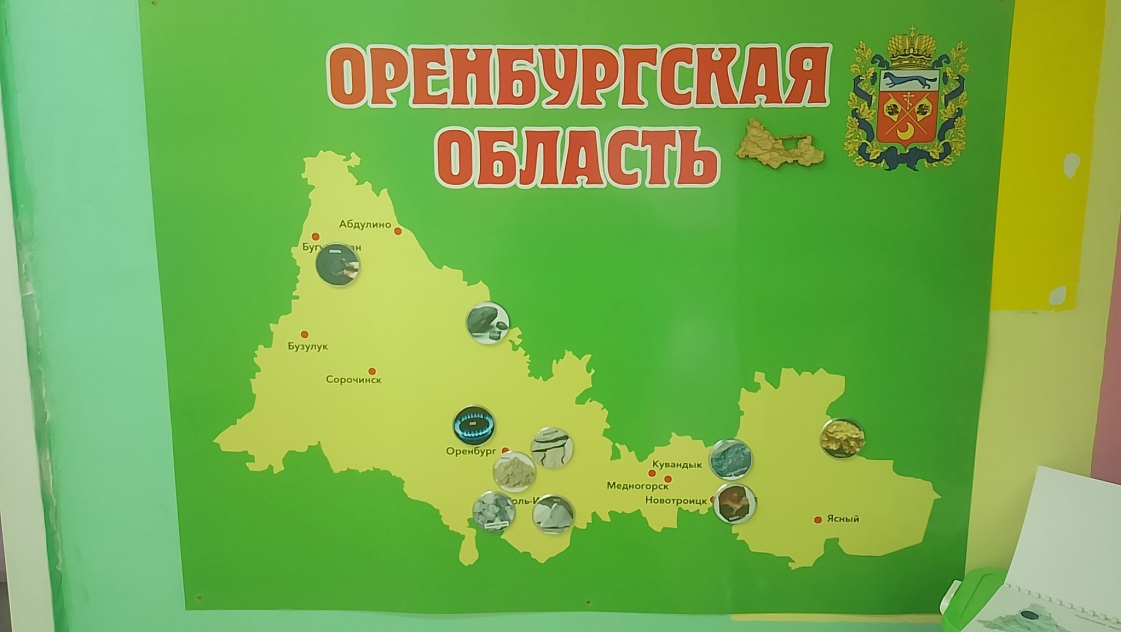 ОРЕНБУРГСКАЯ
ОБЛАСТЬ
Абдулино
Бузулук
Сорочинск
Оренбург
Кувандык
Медногорск
Новотроицк
Ясный